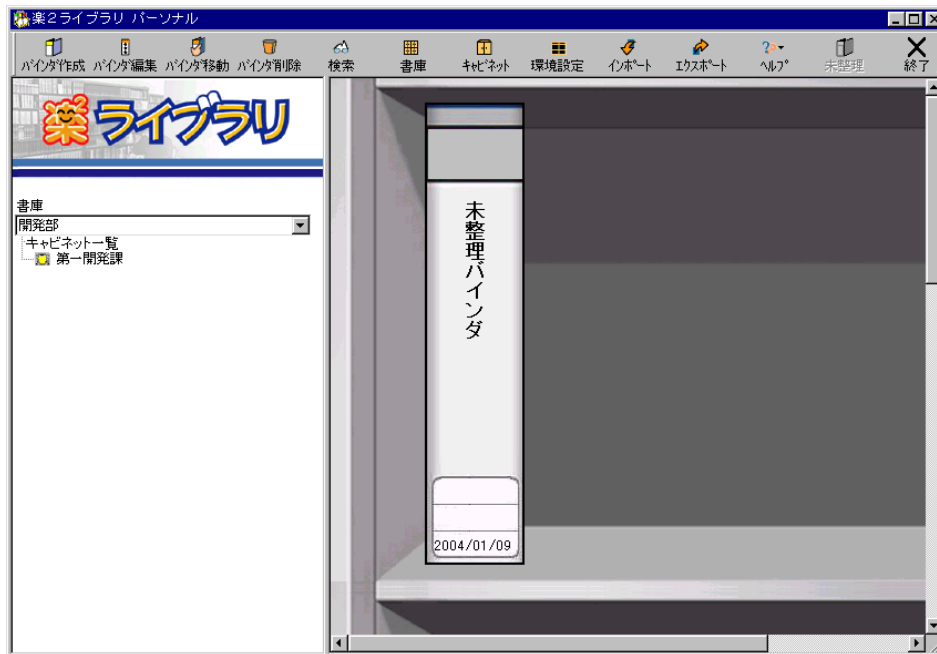 楽2ライブラリ パーソナル
バインダ作成 バインダ編集 バインダ移動 バインダ削除 検索 書庫 キャビネット 環境設定 インポート エクスポート ヘルプ 未整理 終了
楽2ライブラリ
書庫
開発部
キャビネット一覧
第一開発課
未整理バインダ
2004/01/09